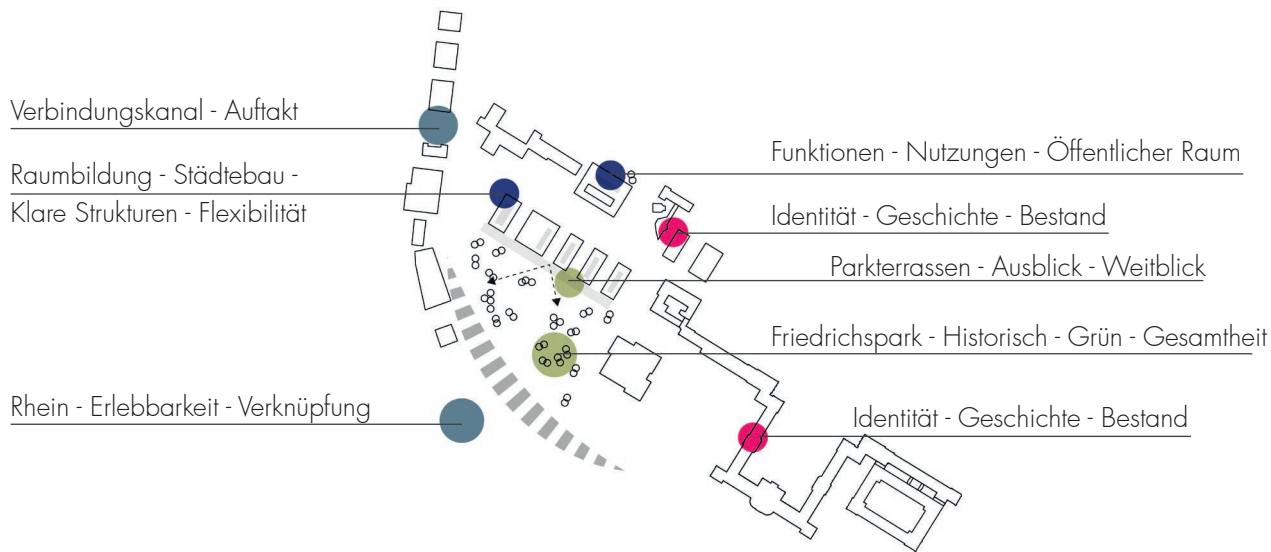 Verbindungskanal - Auftakt
Raumbildung - Städtebau -
Klare Strukturen - Flexibilität
Rhein - Erlebbarkeit - Verknüpfung
Funktionen - Nutzungen - Öffentlicher Raum
Identität - Geschichte - Bestand
Parkterrassen - Ausblick - Weitblick
Friedrichspark - Historisch - Grün - Gesamtheit
Identität - Geschichte - Bestand